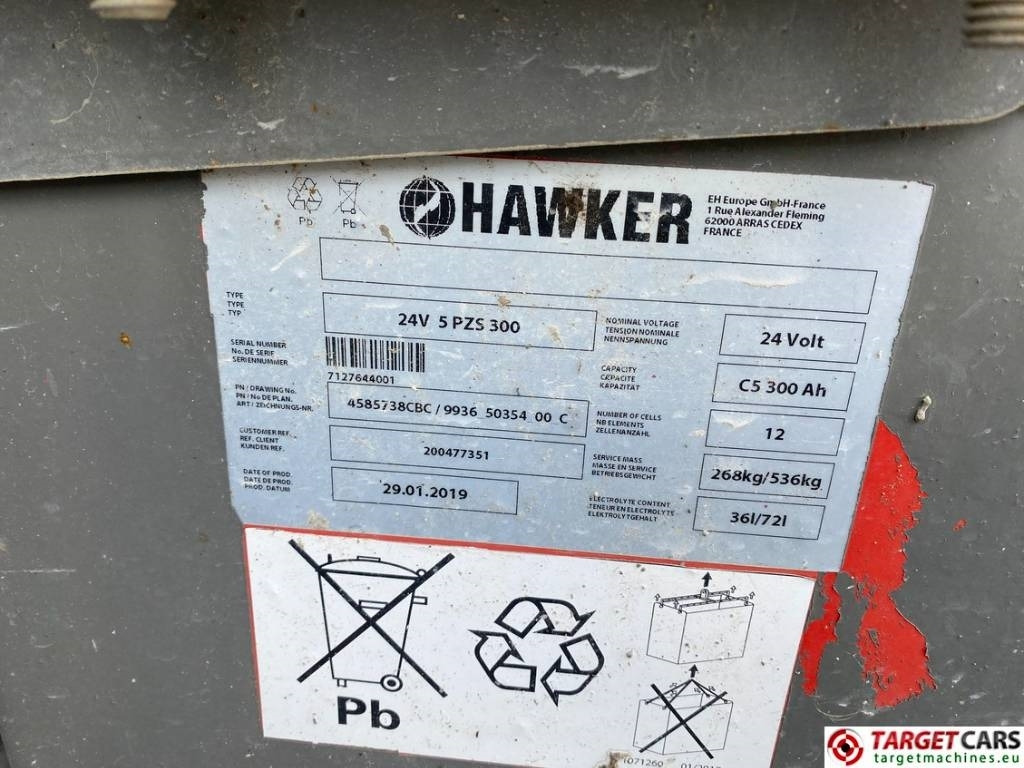 HAWKER
EH Europe GmbH-France
1 Rue Alexander Fleming
62000 ARRAS CEDEX
FRANCE
Pb
Pb
TYPE
TYPE
TYP
24V 5 PZS 300
NOMINAL VOLTAGE
TENSION NOMINALE
NENNSPANNUNG
24 Volt
SERIAL NUMBER
No. DE SERIF
SERIENNUMMER
7127644001
CAPACITY
CAPACITE
KAPAZITÄT
C5 300 Ah
PN / DRAWING No.
PN / No DE PLAN.
ART / ZEICHNUNGS-NR.
4585738CBC / 9936 50354 00 C
NUMBER OF CELLS
NB ELEMENTS
ZELLENANZAHL
12
CUSTOMER REF.
REF. CLIENT
KUNDEN REF.
200477351
SERVICE MASS
MASSE EN SERVICE
BETRIEBSGEWICHT
268kg/536kg
DATE OF PROD.
DATE DE PROD.
PROD. DATUM
29.01.2019
ELECTROLYTE CONTENT
TENEUR EN ELECTROLYTE
ELEKTROLYTGEHALT
36l/72l
Pb
1071260
TARGETCARS
targetmachines.eu